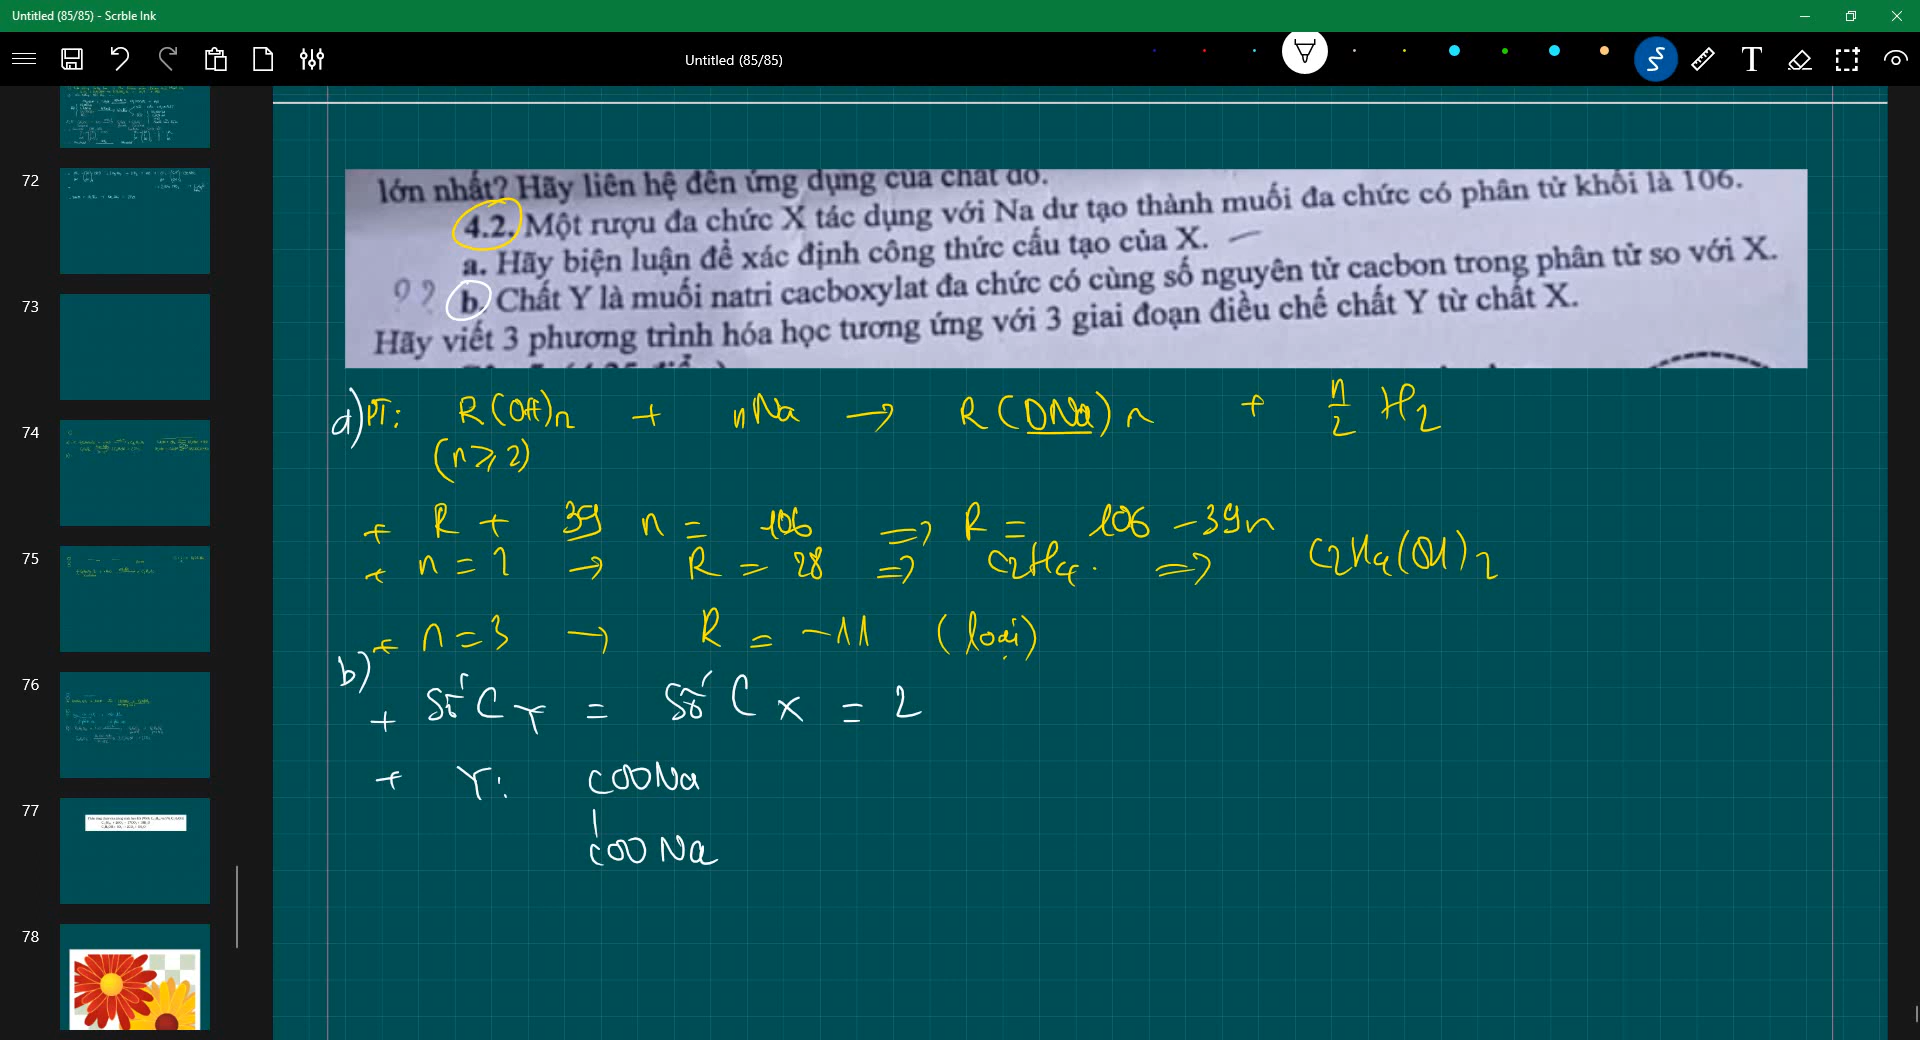 Untitled (85/85) - Scrble Ink
Untitled (85/85)
72
73
74
75
76
77
78
lớn nhất? Hãy liên hệ đến ứng dụng của chất đó.
4.2. Một rượu đa chức X tác dụng với Na dư tạo thành muối đa chức có phân tử khối là 106.
a. Hãy biện luận để xác định công thức cấu tạo của X.
?? b. Chất Y là muối natri cacboxylat đa chức có cùng số nguyên tử cacbon trong phân tử so với X.
Hãy viết 3 phương trình hóa học tương ứng với 3 giai đoạn điều chế chất Y từ chất X.
a) PT: R(OH)n + nNa → R(ONa)n + n/2 H2
(n ≥ 2)
+ R + 39n = 106 => R = 106 - 39n
+ n = 2 → R = 28 => C2H4. => C2H4(OH)2
+ n = 3 → R = -11 (loại)
b)
+ Số C Y = Số C X = 2
+ Y: COONa
|
COONa